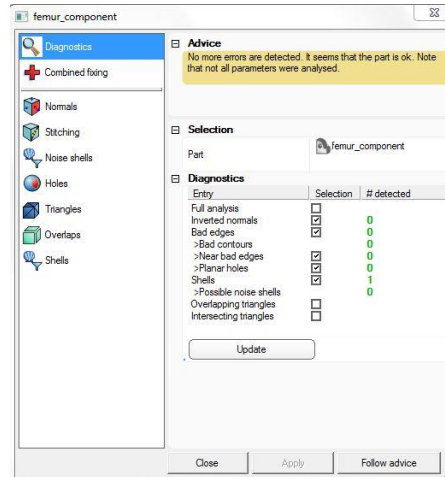 femur_component
Diagnostics
Combined fixing
Normals
Stitching
Noise shells
Holes
Triangles
Overlaps
Shells
Advice
No more errors are detected. It seems that the part is ok. Note
that not all parameters were analysed.
Selection
Part femur_component
Diagnostics
Entry Selection # detected
Full analysis
Inverted normals 0
Bad edges 0
>Bad contours 0
>Near bad edges 0
>Planar holes 0
Shells 1
>Possible noise shells 0
Overlapping triangles
Intersecting triangles
Update
Close Apply Follow advice